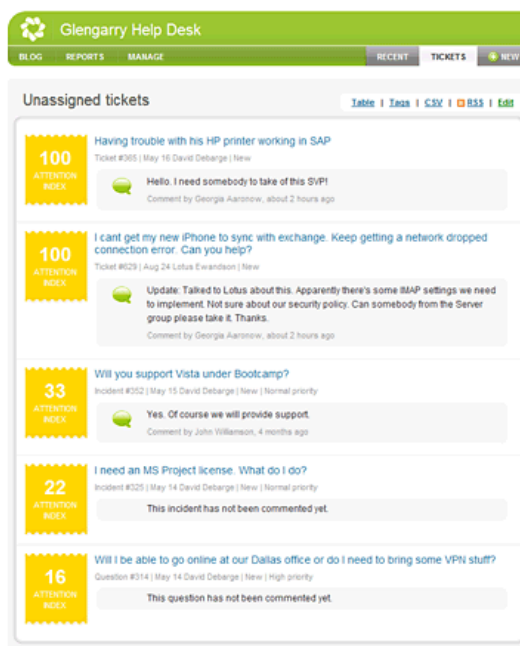 Glengarry Help Desk
BLOG REPORTS MANAGE RECENT TICKETS NEW
Unassigned tickets
Table | Tags | CSV | RSS | Edit
100
ATTENTION
INDEX
Having trouble with his HP printer working in SAP
Ticket #365 | May 16 David Debarge | New
Hello. I need somebody to take of this SVP!
Comment by Georgia Aaronow, about 2 hours ago
100
ATTENTION
INDEX
I cant get my new iPhone to sync with exchange. Keep getting a network dropped
connection error. Can you help?
Ticket #629 | Aug 24 Lotus Ewandson | New
Update: Talked to Lotus about this. Apparently there's some IMAP settings we need
to implement. Not sure about our security policy. Can somebody from the Server
group please take it. Thanks.
Comment by Georgia Aaronow, about 2 hours ago
33
ATTENTION
INDEX
Will you support Vista under Bootcamp?
Incident #352 | May 15 David Debarge | New | Normal priority
Yes. Of course we will provide support.
Comment by John Williamson, 4 months ago
22
ATTENTION
INDEX
I need an MS Project license. What do I do?
Incident #325 | May 14 David Debarge | New | Normal priority
This incident has not been commented yet.
16
ATTENTION
INDEX
Will I be able to go online at our Dallas office or do I need to bring some VPN stuff?
Question #314 | May 14 David Debarge | New | High priority
This question has not been commented yet.